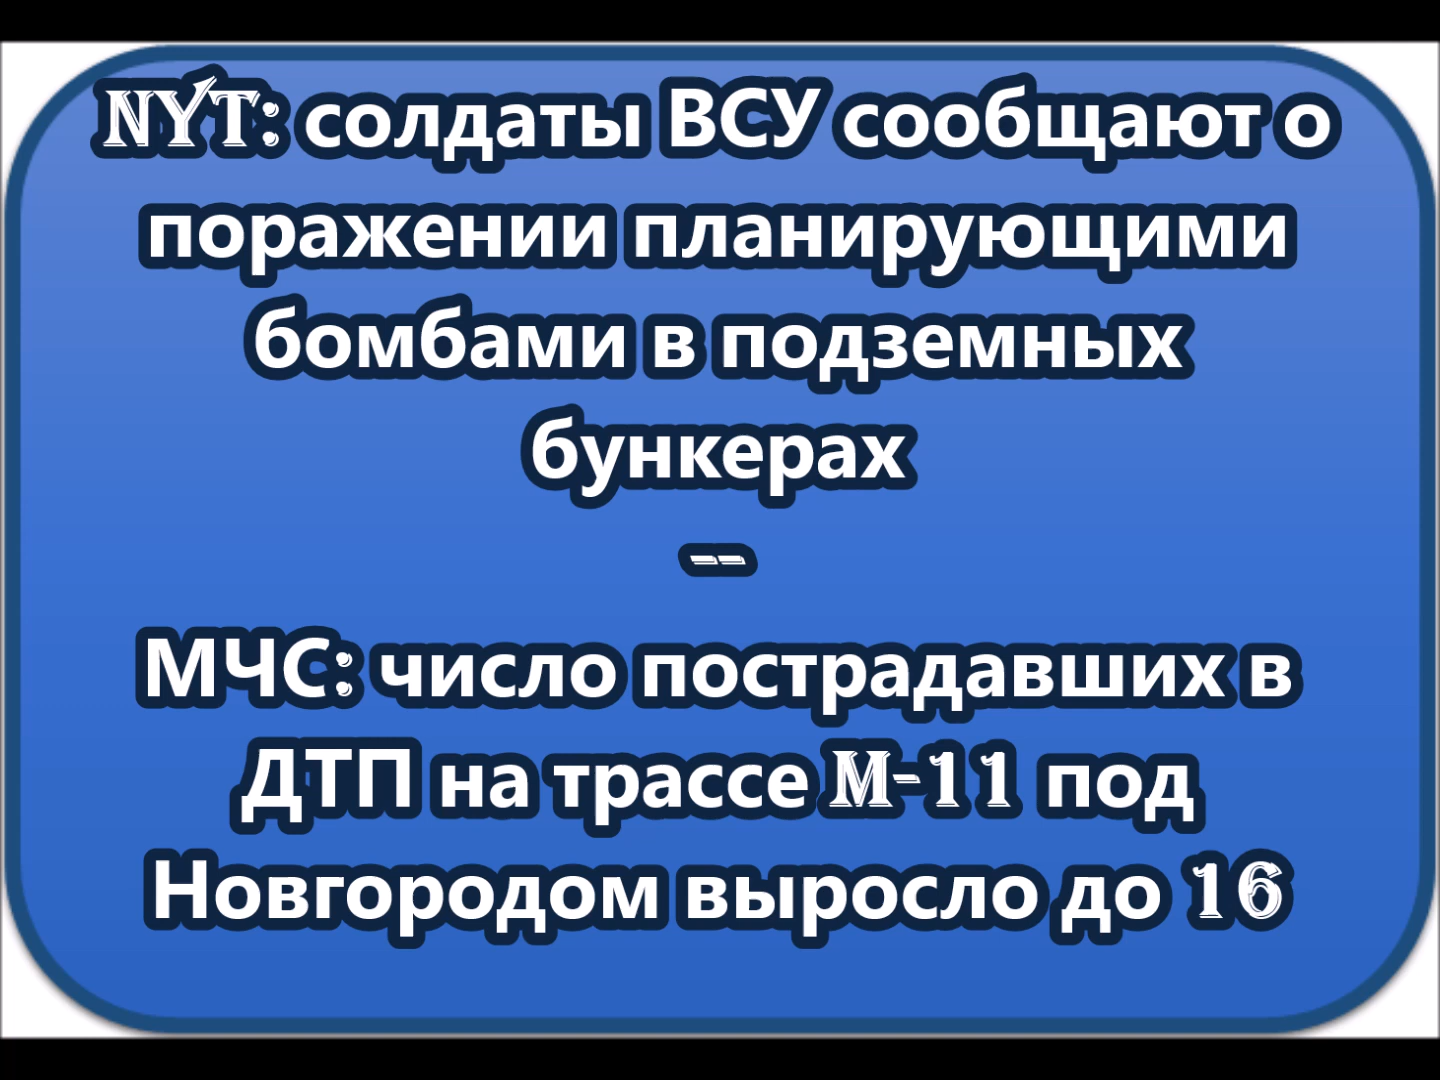 NYT: солдаты ВСУ сообщают о
поражении планирующими
бомбами в подземных
бункерах
--
МЧС: число пострадавших в
ДТП на трассе М-11 под
Новгородом выросло до 16